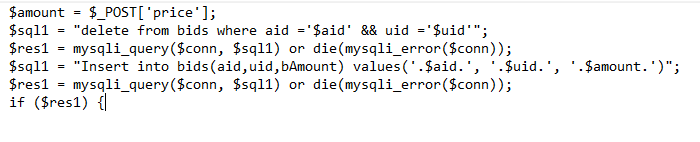 $amount = $_POST['price'];
$sql1 = "delete from bids where aid ='$aid' && uid ='$uid'";
$res1 = mysqli_query($conn, $sql1) or die(mysqli_error($conn));
$sql1 = "Insert into bids(aid,uid,bAmount) values('.$aid.', '.$uid.', '.$amount.')";
$res1 = mysqli_query($conn, $sql1) or die(mysqli_error($conn));
if ($res1) {